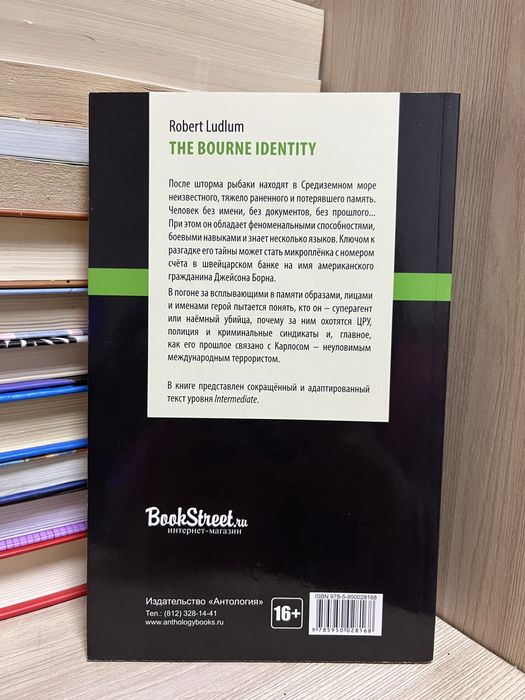 Robert Ludlum
THE BOURNE IDENTITY
После шторма рыбаки находят в Средиземном море
неизвестного, тяжело раненного и потерявшего память.
Человек без имени, без документов, без прошлого...
При этом он обладает феноменальными способностями,
боевыми навыками и знает несколько языков. Ключом к
разгадке его тайны может стать микроплёнка с номером
счёта в швейцарском банке на имя американского
гражданина Джейсона Борна.
В погоне за всплывающими в памяти образами, лицами
и именами герой пытается понять, кто он – суперагент
или наёмный убийца, почему за ним охотятся ЦРУ,
полиция и криминальные синдикаты и, главное,
как его прошлое связано с Карлосом – неуловимым
международным террористом.
В книге представлен сокращённый и адаптированный
текст уровня Intermediate.
BookStreet.ru
интернет-магазин
Издательство «Антология»
Тел.: (812) 328-14-41
www.anthologybooks.ru
16+
ISBN 978-5-950028168
9 785950 028168